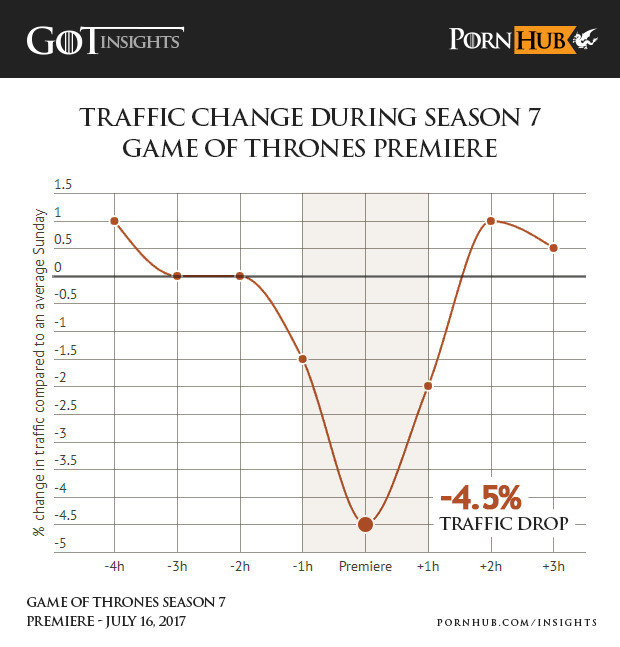 GOT INSIGHTS
PORNHUB
TRAFFIC CHANGE DURING SEASON 7
GAME OF THRONES PREMIERE
% change in traffic compared to an average Sunday
1.5
1
0.5
0
-0.5
-1
-1.5
-2
-2.5
-3
-3.5
-4
-4.5
-5
-4.5%
TRAFFIC DROP
-4h -3h -2h -1h Premiere +1h +2h +3h
GAME OF THRONES SEASON 7
PREMIERE - JULY 16, 2017
PORNHUB.COM/INSIGHTS